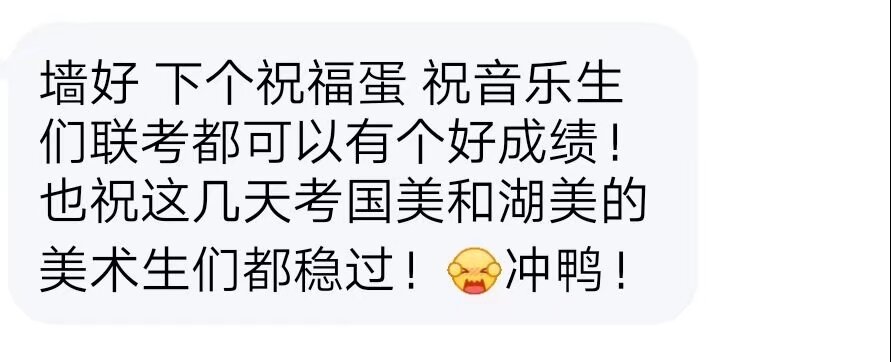 墙好 下个祝福蛋 祝音乐生
们联考都可以有个好成绩！
也祝这几天考国美和湖美的
美术生们都稳过！冲鸭！